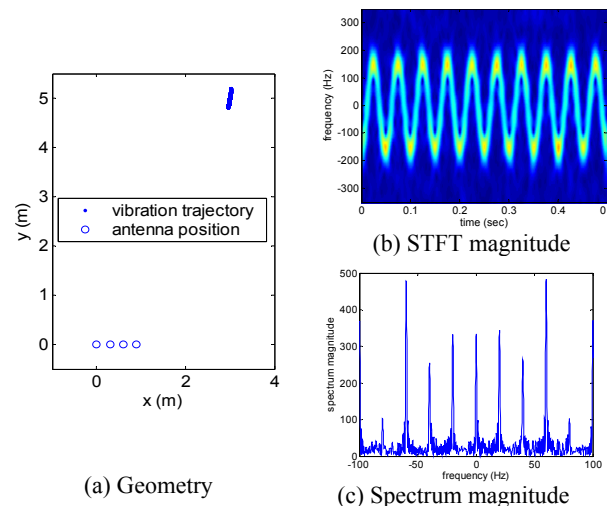 5
4
3
2
1
0
y (m)
vibration trajectory
antenna position
0 2 4
x (m)
(a) Geometry
300
200
100
0
-100
-200
-300
frequency (Hz)
0 0.1 0.2 0.3 0.4 0
time (sec)
(b) STFT magnitude
500
400
300
200
100
0
spectrum magnitude
-100 -50 0 50 100
frequency (Hz)
(c) Spectrum magnitude